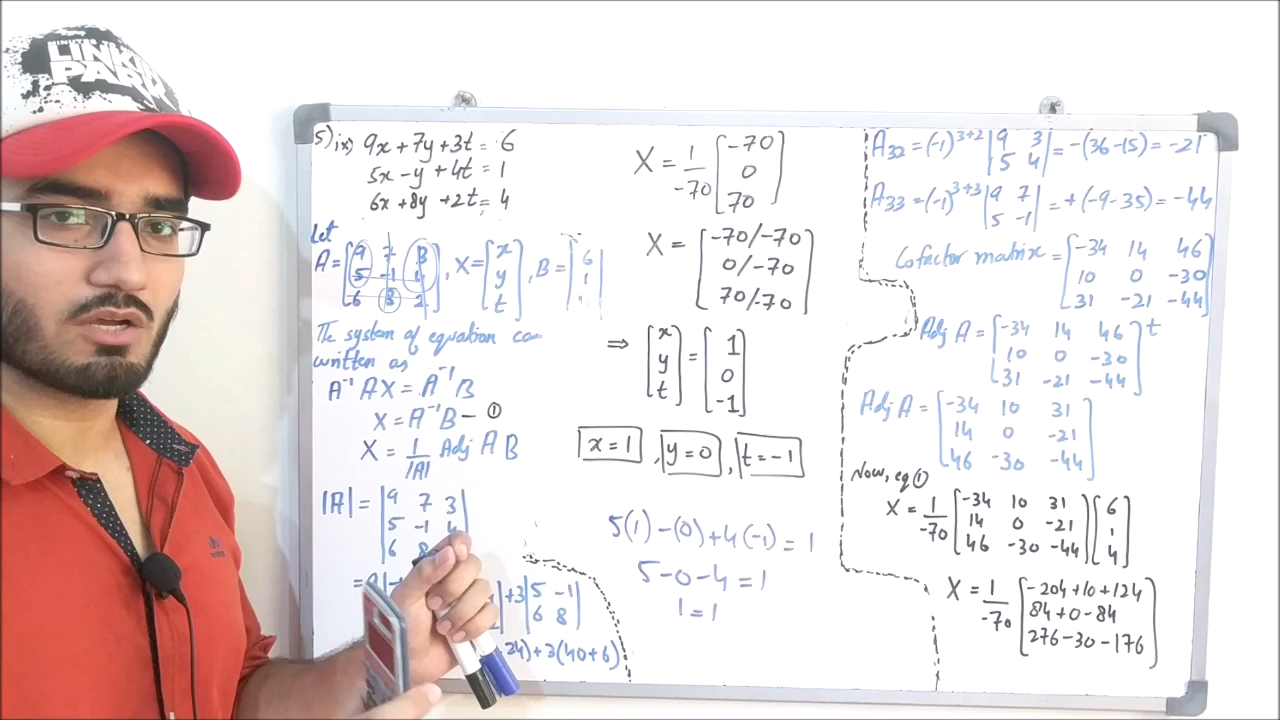 MINUTES TO
LINKIN
PARK
5) ix) 9x + 7y + 3t = 6
5x - y + 4t = 1
6x + 8y + 2t = 4
Let
A = [9 7 3
5 -1
6 8 2], X = [x
y
t], B = [6
1
The system of equation
written as
A⁻¹AX = A⁻¹B
X = A⁻¹B — ①
X = 1/|A| Adj A B
|A| = |9 7 3
5 -1 4
6 8
+3|5 -1
6 8|
+24) + 3(40+6)
X = 1/-70 [-70
0
70]
X = [-70/-70
0/-70
70/-70]
⇒ [x
y
t] = [1
0
-1]
x = 1, y = 0, t = -1
5(1) - (0) + 4(-1) = 1
5 - 0 - 4 = 1
1 = 1
A32 = (-1)^3+2 |9 3
5 4| = -(36-15) = -21
A33 = (-1)^3+3 |9 7
5 -1| = +(-9-35) = -44
Cofactor matrix = [-34 14 46
10 0 -30
31 -21 -44]
Adj A = [-34 14 46
10 0 -30
31 -21 -44]t
Adj A = [-34 10 31
14 0 -21
46 -30 -44]
Now, eq ①
X = 1/-70 [-34 10 31
14 0 -21
46 -30 -44] [6
1
4]
X = 1/-70 [-204+10+124
84+0-84
276-30-176]